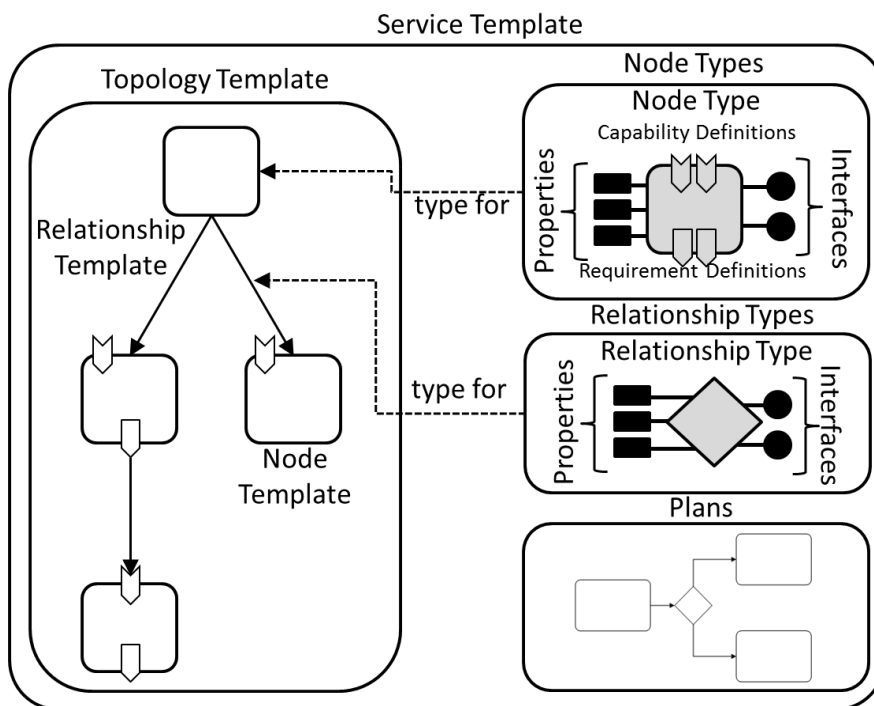 Service Template
Topology Template
Relationship
Template
Node
Template
type for
type for
Node Types
Node Type
Capability Definitions
Properties
Interfaces
Requirement Definitions
Relationship Types
Relationship Type
Properties
Interfaces
Plans